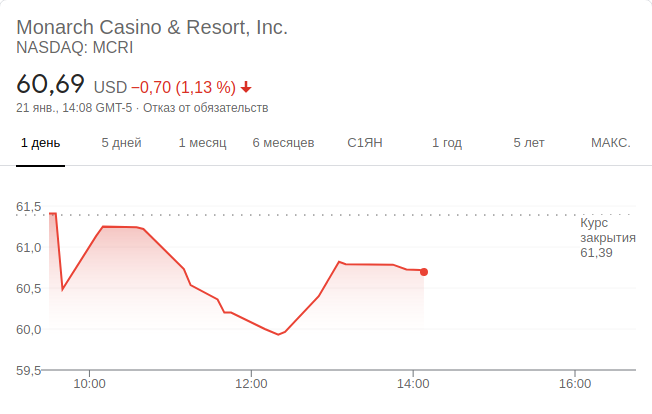 Monarch Casino & Resort, Inc.
NASDAQ: MCRI
60,69 USD −0,70 (1,13 %)
21 янв., 14:08 GMT-5 · Отказ от обязательств
1 день 5 дней 1 месяц 6 месяцев С1ЯН 1 год 5 лет МАКС.
61,5
Курс
закрытия
61,39
61,0
60,5
60,0
59,5
10:00 12:00 14:00 16:00